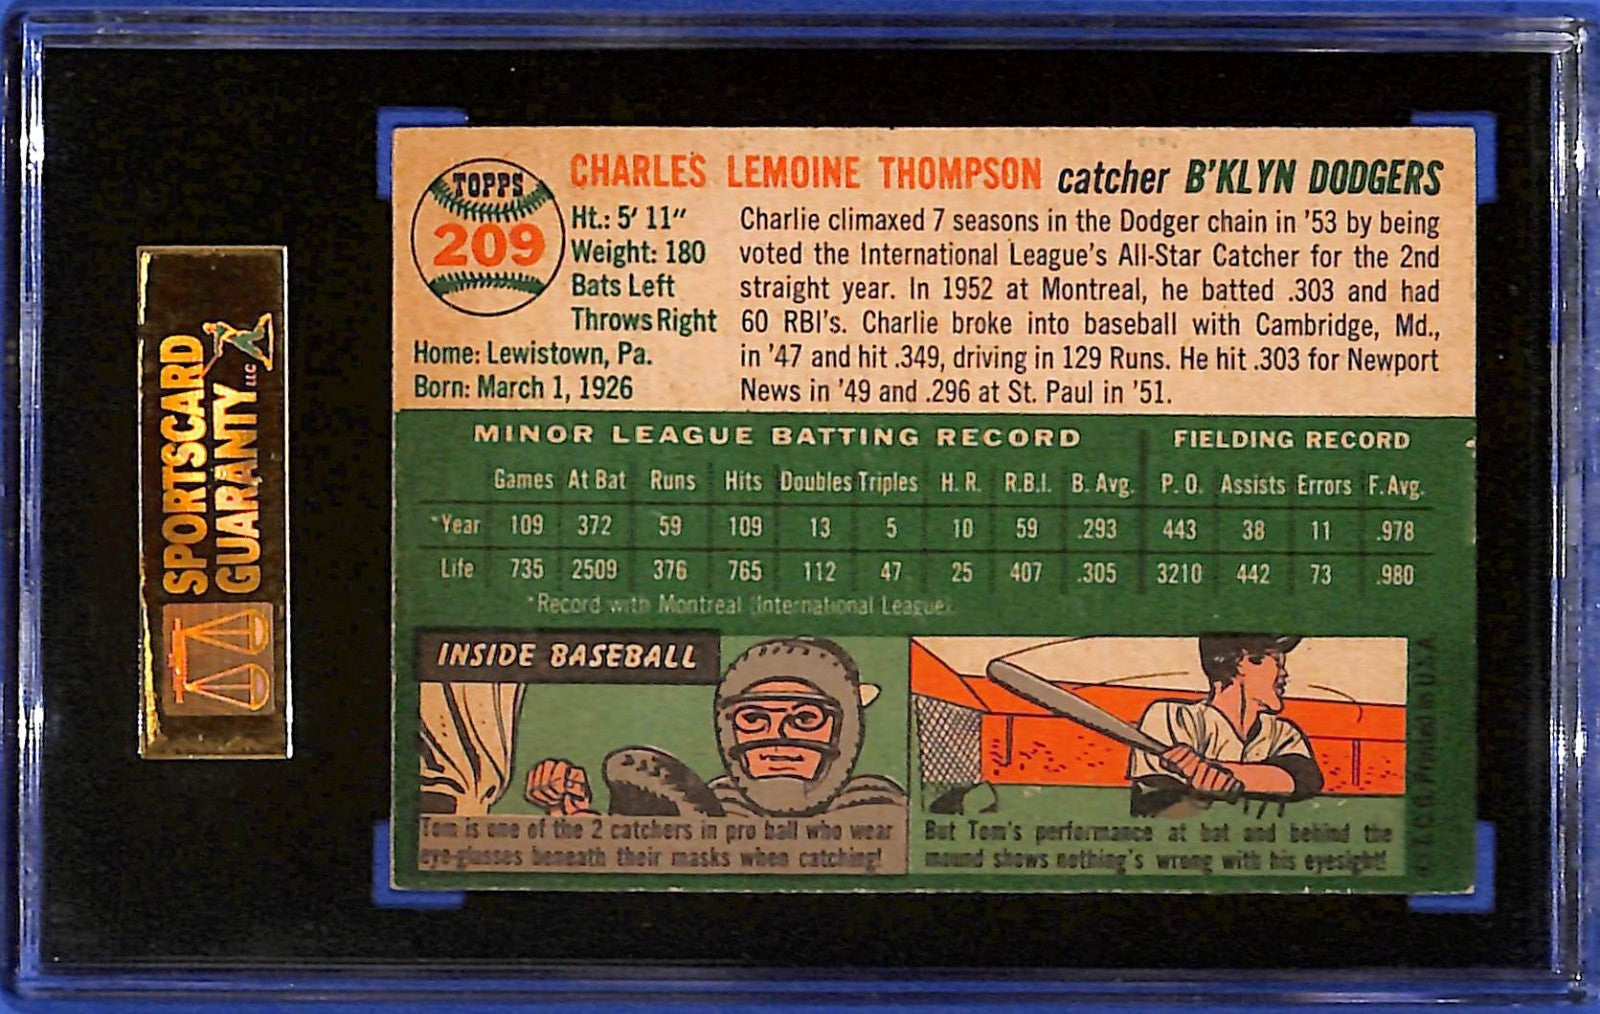 SPORTSCARD
GUARANTY LLC
TOPPS
209
CHARLES LEMOINE THOMPSON catcher B'KLYN DODGERS
Ht.: 5' 11"
Weight: 180
Bats Left
Throws Right
Home: Lewistown, Pa.
Born: March 1, 1926
Charlie climaxed 7 seasons in the Dodger chain in '53 by being
voted the International League's All-Star Catcher for the 2nd
straight year. In 1952 at Montreal, he batted .303 and had
60 RBI's. Charlie broke into baseball with Cambridge, Md.,
in '47 and hit .349, driving in 129 Runs. He hit .303 for Newport
News in '49 and .296 at St. Paul in '51.
MINOR LEAGUE BATTING RECORD FIELDING RECORD
Games At Bat Runs Hits Doubles Triples H. R. R.B.I. B. Avg. P. O. Assists Errors F. Avg.
*Year 109 372 59 109 13 5 10 59 .293 443 38 11 .978
Life 735 2509 376 765 112 47 25 407 .305 3210 442 73 .980
*Record with Montreal (International League)
INSIDE BASEBALL
Tom is one of the 2 catchers in pro ball who wear
eye-glasses beneath their masks when catching!
But Tom's performance at bat and behind the
mound shows nothing's wrong with his eyesight!
T.C.G. Printed in U.S.A.